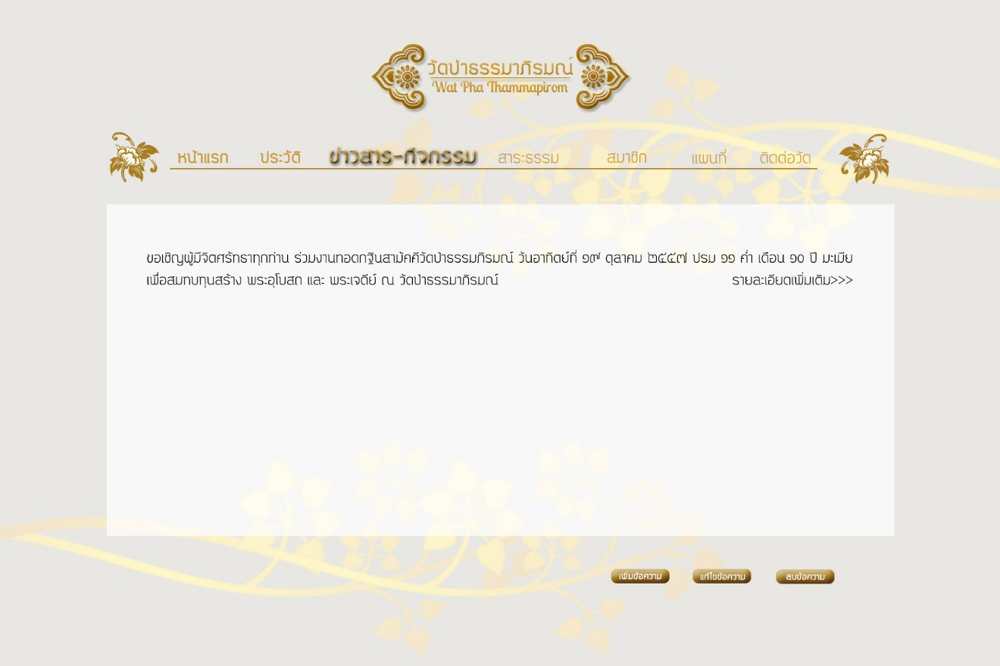 วัดป่าธรรมาภิรมณ์
Wat Pha Thammapirom
หน้าแรก ประวัติ ข่าวสาร-กิจกรรม สาระธรรม สมาชิก แผนที่ ติดต่อวัด
ขอเชิญผู้มีจิตศรัทธาทุกท่าน ร่วมงานทอดกฐินสามัคคีวัดป่าธรรมภิรมณ์ วันอาทิตย์ที่ ๑๙ ตุลาคม ๒๕๕๗ ปรม ๑๑ ค่ำ เดือน ๑๐ ปี มะเมีย
เพื่อสมทบทุนสร้าง พระอุโบสถ และ พระเจดีย์ ณ วัดป่าธรรมาภิรมณ์ รายละเอียดเพิ่มเติม>>>
เพิ่มข้อความ แก้ไขข้อความ ลบข้อความ